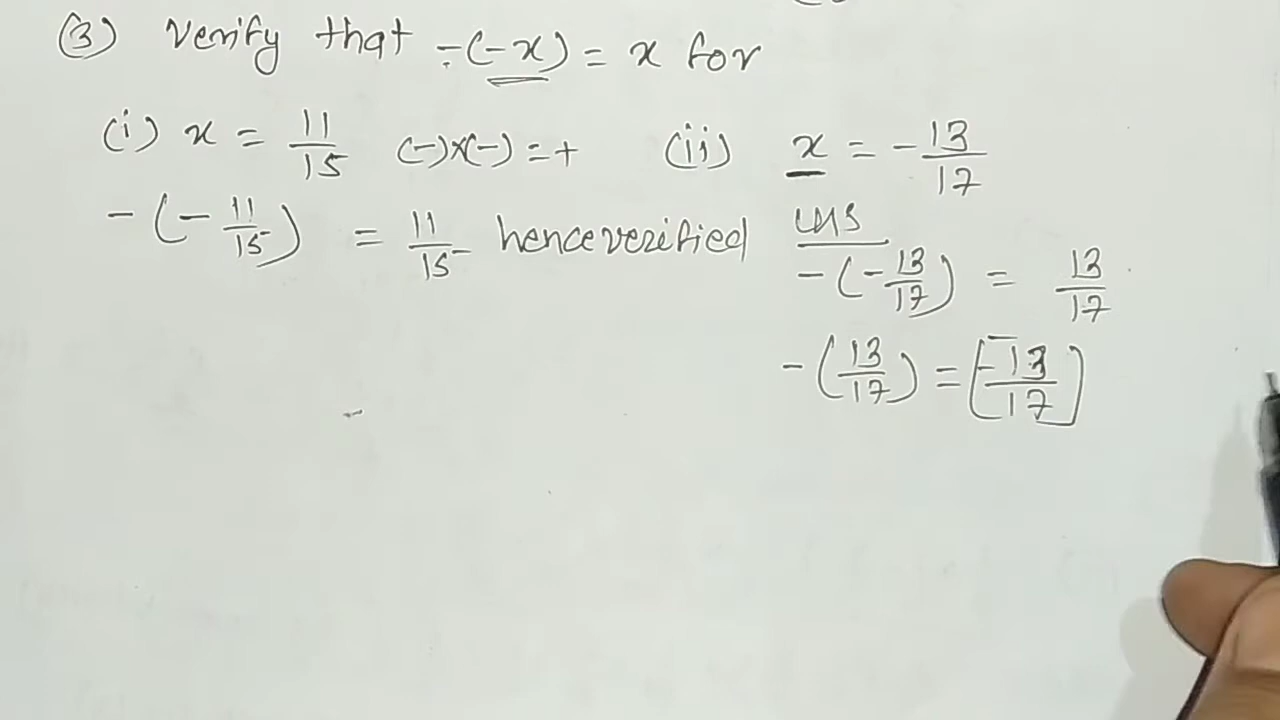 (3) Verify that -(-x) = x for
(i) x = 11/15 (-)×(-) = + (ii) x = -13/17
-(-11/15) = 11/15 hence verified
LHS
-(-13/17) = 13/17
-(13/17) = [-13/17]